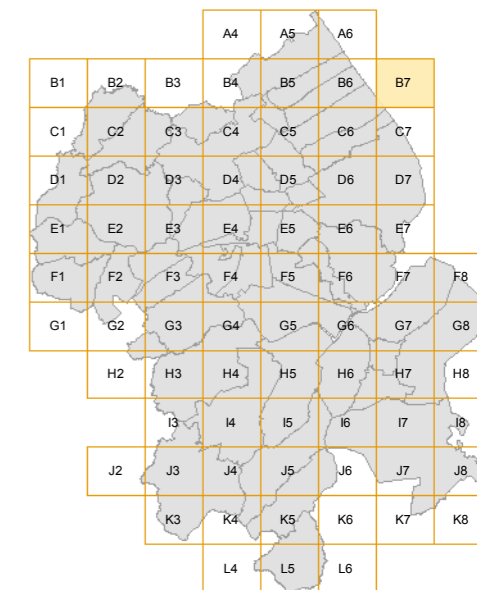 A4 A5 A6
B1 B2 B3 B4 B5 B6 B7
C1 C2 C3 C4 C5 C6 C7
D1 D2 D3 D4 D5 D6 D7
E1 E2 E3 E4 E5 E6 E7
F1 F2 F3 F4 F5 F6 F7 F8
G1 G2 G3 G4 G5 G6 G7 G8
H2 H3 H4 H5 H6 H7 H8
I3 I4 I5 I6 I7 I8
J2 J3 J4 J5 J6 J7 J8
K3 K4 K5 K6 K7 K8
L4 L5 L6